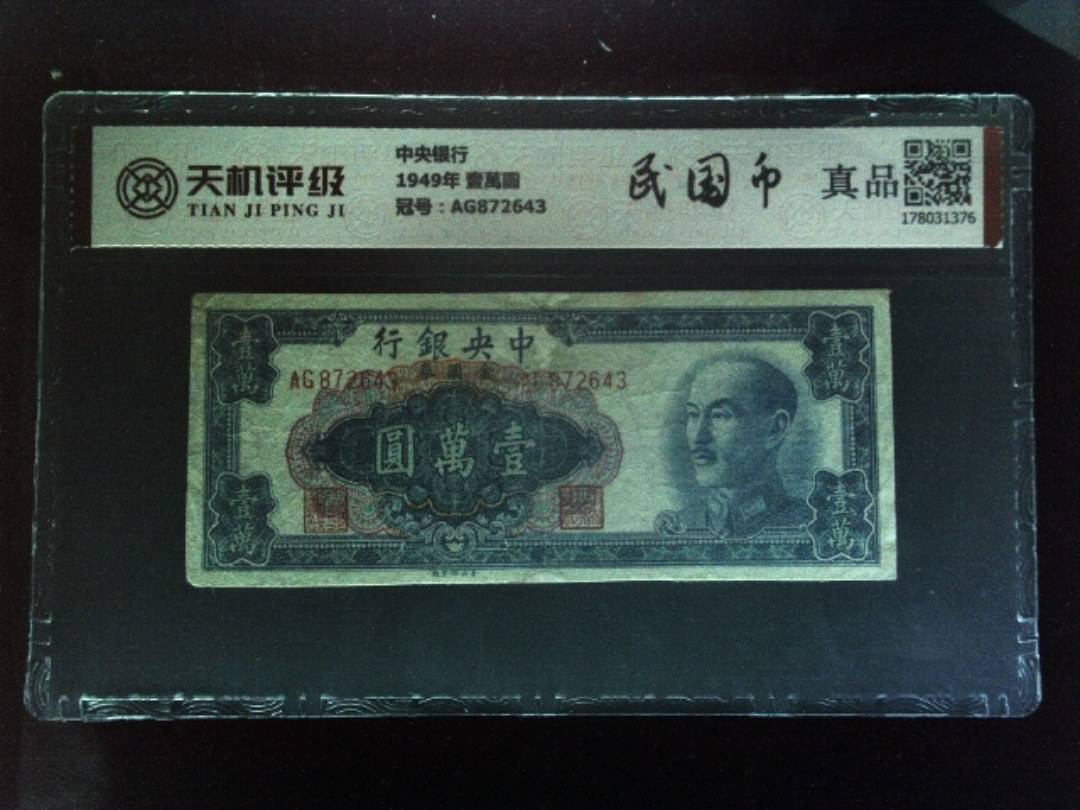 天机评级
TIAN JI PING JI
中央银行
1949年 壹萬圓
冠号：AG872643
民国币
真品
178031376
行銀央中
AG872643
872643
圓萬壹
壹萬
壹萬
壹萬
壹萬